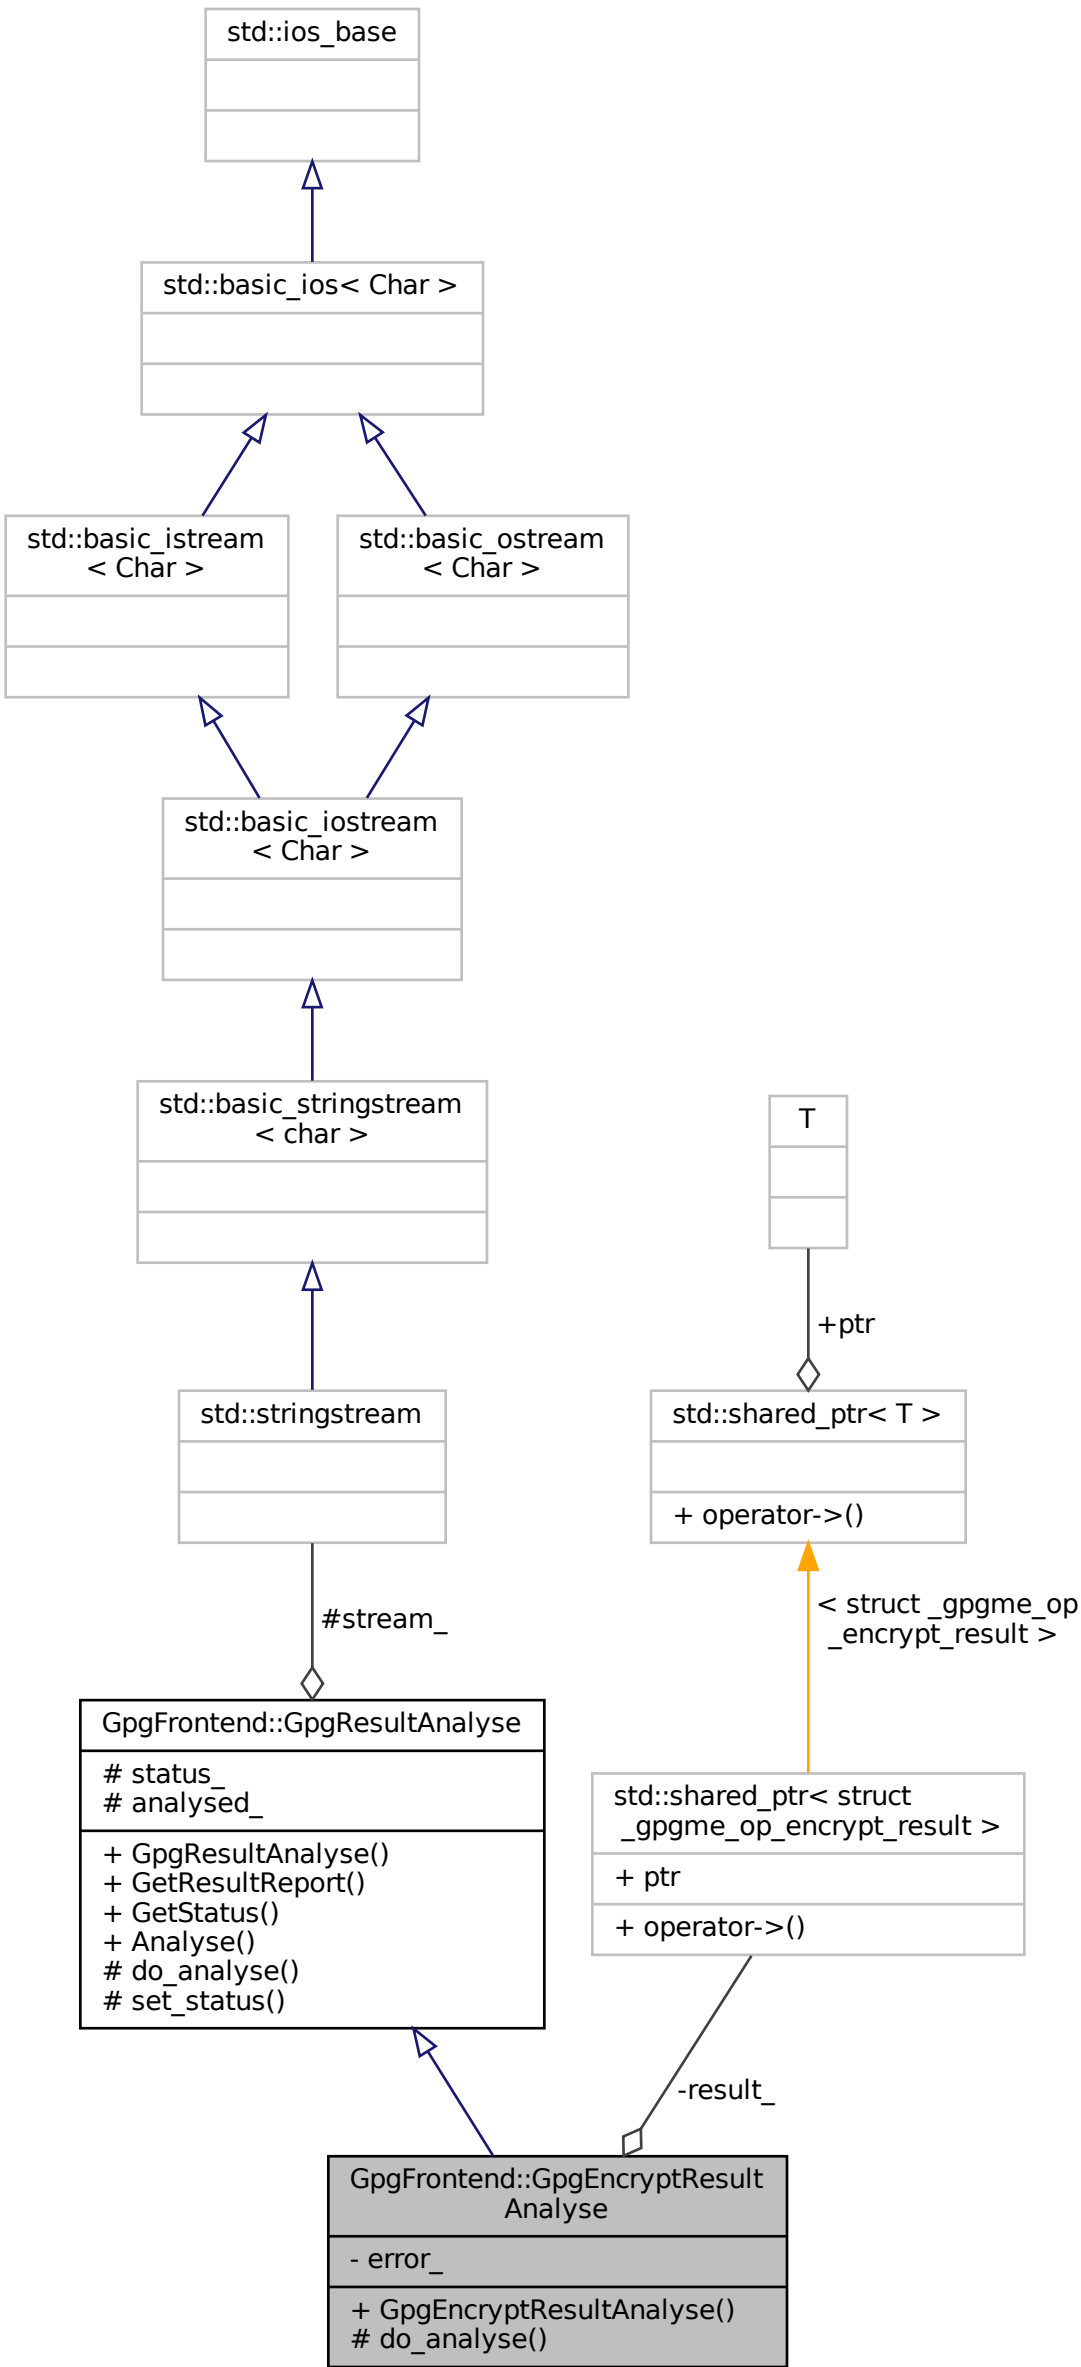 std::ios_base
std::basic_ios< Char >
std::basic_istream
< Char >
std::basic_ostream
< Char >
std::basic_iostream
< Char >
std::basic_stringstream
< char >
T
+ptr
std::stringstream
std::shared_ptr< T >
+ operator->()
#stream_
< struct _gpgme_op
_encrypt_result >
GpgFrontend::GpgResultAnalyse
# status_
# analysed_
+ GpgResultAnalyse()
+ GetResultReport()
+ GetStatus()
+ Analyse()
# do_analyse()
# set_status()
std::shared_ptr< struct
_gpgme_op_encrypt_result >
+ ptr
+ operator->()
-result_
GpgFrontend::GpgEncryptResult
Analyse
- error_
+ GpgEncryptResultAnalyse()
# do_analyse()